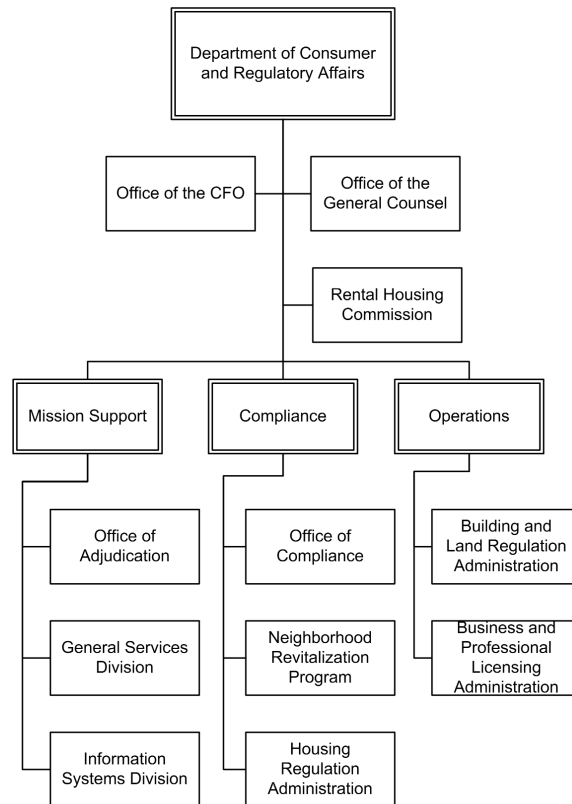 Department of Consumer
and Regulatory Affairs
Office of the CFO
Office of the
General Counsel
Rental Housing
Commission
Mission Support
Compliance
Operations
Office of
Adjudication
Office of
Compliance
Building and
Land Regulation
Administration
General Services
Division
Neighborhood
Revitalization
Program
Business and
Professional
Licensing
Administration
Information
Systems Division
Housing
Regulation
Administration